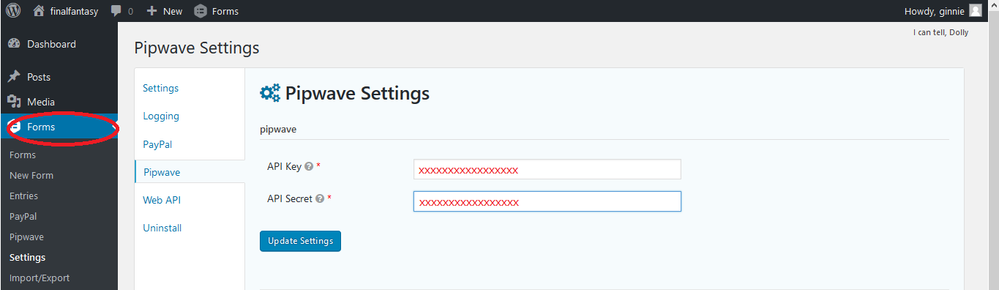 finalfantasy 0 New Forms Howdy, ginnie
I can tell, Dolly
Dashboard
Posts
Media
Forms
Forms
New Form
Entries
PayPal
Pipwave
Settings
Import/Export
Pipwave Settings
Settings
Logging
PayPal
Pipwave
Web API
Uninstall
Pipwave Settings
pipwave
API Key ? * xxxxxxxxxxxxxxxxx
API Secret ? * xxxxxxxxxxxxxxxxx
Update Settings